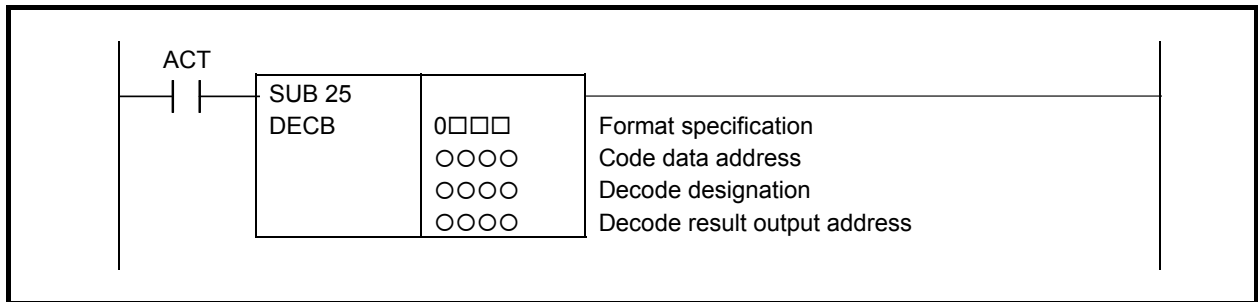 ACT
SUB 25
DECB 0□□□ Format specification
○○○○ Code data address
○○○○ Decode designation
○○○○ Decode result output address